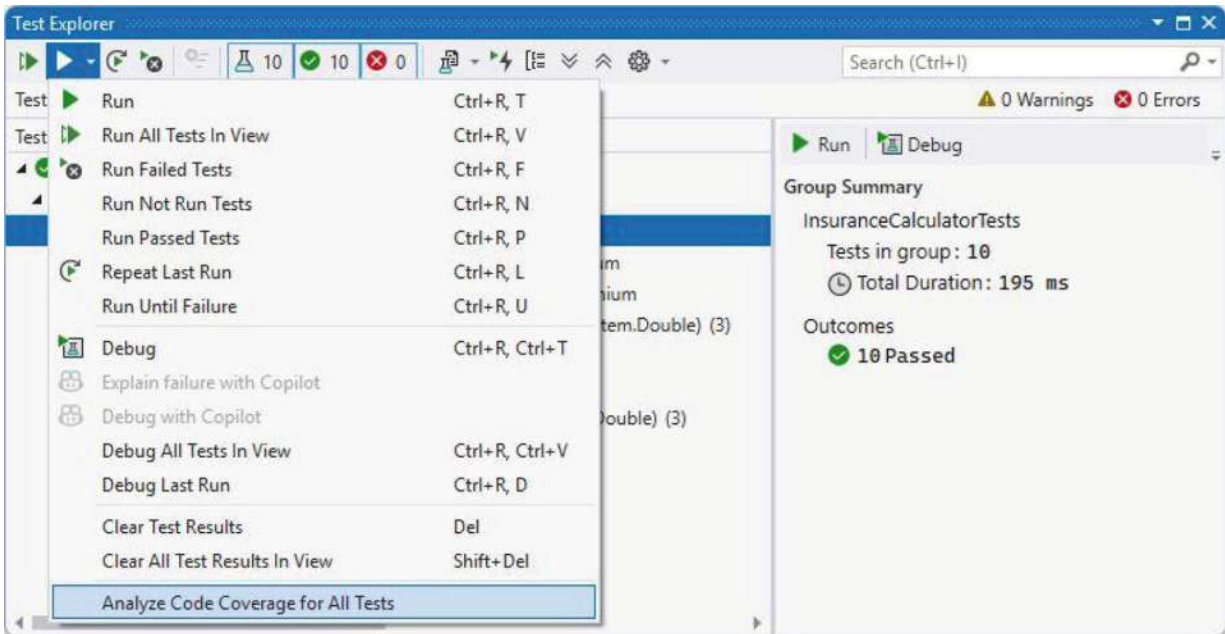 Test Explorer
10 10 0 Search (Ctrl+I)
Test 0 Warnings 0 Errors
Test
Run Ctrl+R, T
Run All Tests In View Ctrl+R, V
Run Failed Tests Ctrl+R, F
Run Not Run Tests Ctrl+R, N
Run Passed Tests Ctrl+R, P
Repeat Last Run Ctrl+R, L
Run Until Failure Ctrl+R, U
Debug Ctrl+R, Ctrl+T
Explain failure with Copilot
Debug with Copilot
Debug All Tests In View Ctrl+R, Ctrl+V
Debug Last Run Ctrl+R, D
Clear Test Results Del
Clear All Test Results In View Shift+Del
Analyze Code Coverage for All Tests
tem.Double) (3)
ouble) (3)
Run Debug
Group Summary
InsuranceCalculatorTests
Tests in group: 10
Total Duration: 195 ms
Outcomes
10 Passed